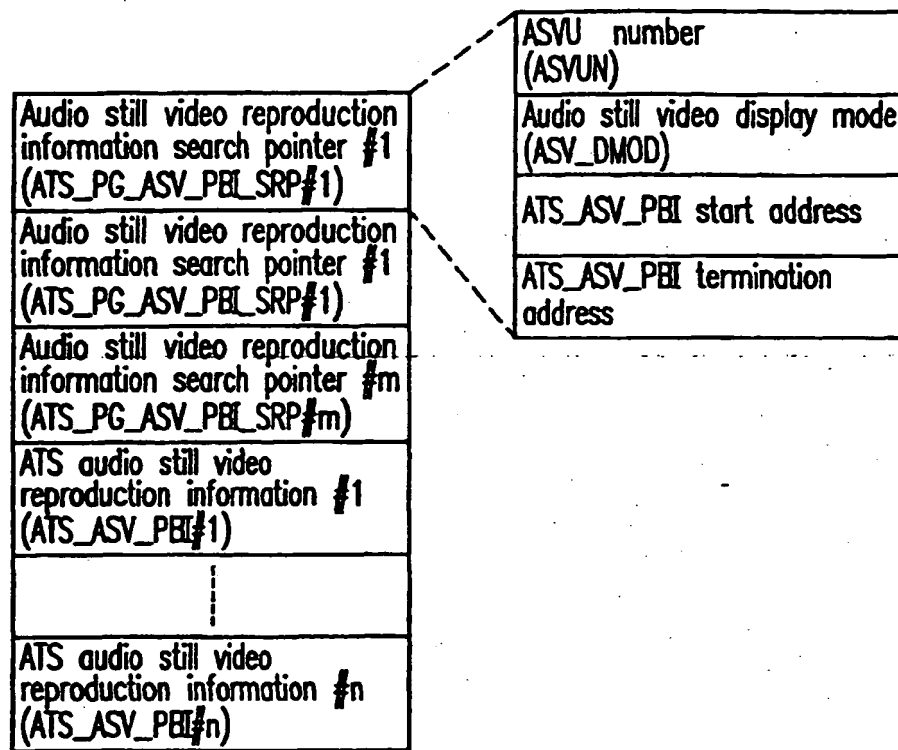 Audio still video reproduction
information search pointer #1
(ATS_PG_ASV_PBI_SRP#1)
Audio still video reproduction
information search pointer #1
(ATS_PG_ASV_PBI_SRP#1)
Audio still video reproduction
information search pointer #m
(ATS_PG_ASV_PBI_SRP#m)
ATS audio still video
reproduction information #1
(ATS_ASV_PBI#1)
ATS audio still video
reproduction information #n
(ATS_ASV_PBI#n)
ASVU number
(ASVUN)
Audio still video display mode
(ASV_DMOD)
ATS_ASV_PBI start address
ATS_ASV_PBI termination
address